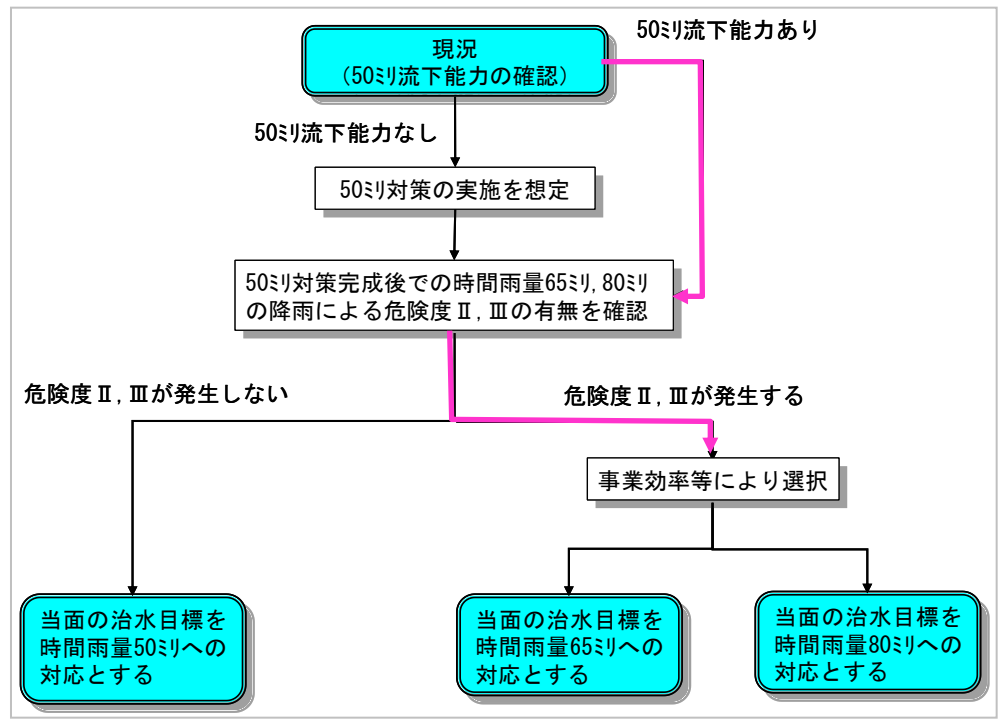 50ﾐﾘ流下能力あり
現況
（50ﾐﾘ流下能力の確認）
50ﾐﾘ流下能力なし
50ﾐﾘ対策の実施を想定
50ﾐﾘ対策完成後での時間雨量65ﾐﾘ,80ﾐﾘ
の降雨による危険度Ⅱ,Ⅲの有無を確認
危険度Ⅱ,Ⅲが発生しない
危険度Ⅱ,Ⅲが発生する
事業効率等により選択
当面の治水目標を
時間雨量50ﾐﾘへの
対応とする
当面の治水目標を
時間雨量65ﾐﾘへの
対応とする
当面の治水目標を
時間雨量80ﾐﾘへの
対応とする